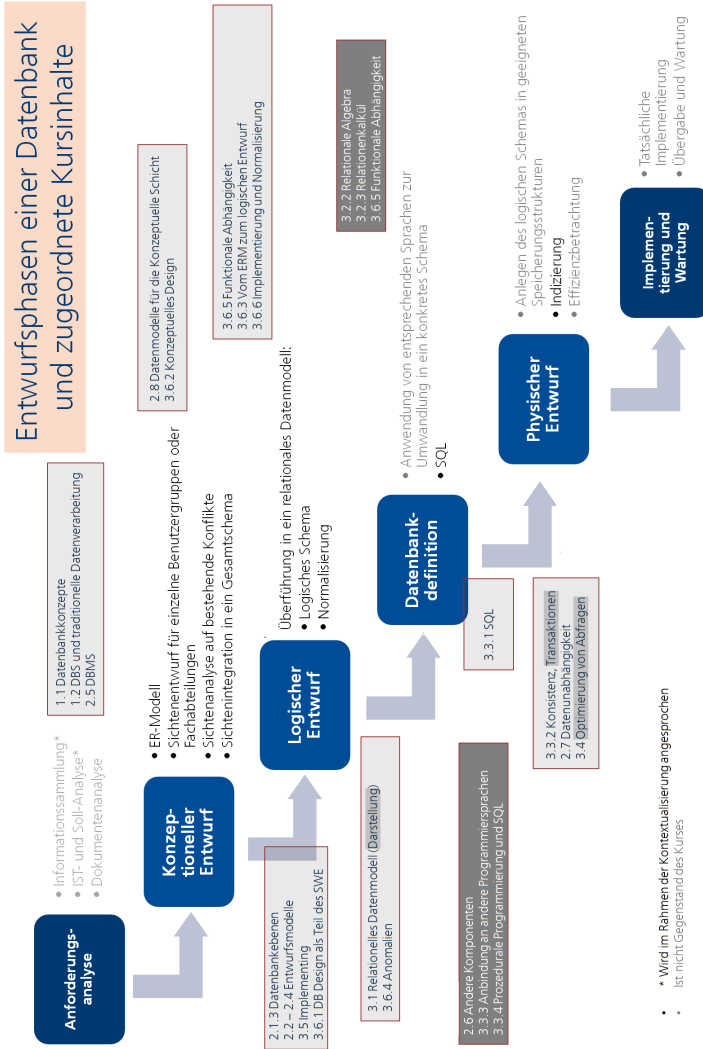 Entwurfsphasen einer Datenbank
und zugeordnete Kursinhalte
Anforderungs-
analyse
• Informationssammlung*
• IST- und Soll-Analyse*
• Dokumentenanalyse
1.1 Datenbankkonzepte
1.2 DBS und traditionelle Datenverarbeitung
2.5 DBMS
Konzep-
tioneller
Entwurf
• ER-Modell
• Sichtenentwurf für einzelne Benutzergruppen oder
Fachabteilungen
• Sichtenanalyse auf bestehende Konflikte
• Sichtenintegration in ein Gesamtschema
2.8 Datenmodelle für die Konzeptuelle Schicht
3.6.2 Konzeptuelles Design
2.1.3 Datenbankebenen
2.2 – 2.4 Entwurfsmodelle
3.5 Implementing
3.6.1 DB Design als Teil des SWE
Logischer
Entwurf
Überführung in ein relationales Datenmodell:
• Logisches Schema
• Normalisierung
3.6.5 Funktionale Abhängigkeit
3.6.3 Vom ERM zum logischen Entwurf
3.6.6 Implementierung und Normalisierung
3.1 Relationelles Datenmodell (Darstellung)
3.6.4 Anomalien
Datenbank-
definition
• Anwendung von entsprechenden Sprachen zur
Umwandlung in ein konkretes Schema
• SQL
3.2.2 Relationale Algebra
3.2.3 Relationenkalkül
3.6.5 Funktionale Abhängigkeit
2.6 Andere Komponenten
3.3.3 Anbindung an andere Programmiersprachen
3.3.4 Prozedurale Programmierung und SQL
3.3.1 SQL
Physischer
Entwurf
• Anlegen des logischen Schemas in geeigneten
Speicherungsstrukturen
• Indizierung
• Effizienzbetrachtung
3.3.2 Konsistenz, Transaktionen
2.7 Datenunabhängigkeit
3.4 Optimierung von Abfragen
Implemen-
tierung und
Wartung
• Tatsächliche
Implementierung
• Übergabe und Wartung
• * Wird im Rahmen der Kontextualisierung angesprochen
• Ist nicht Gegenstand des Kurses